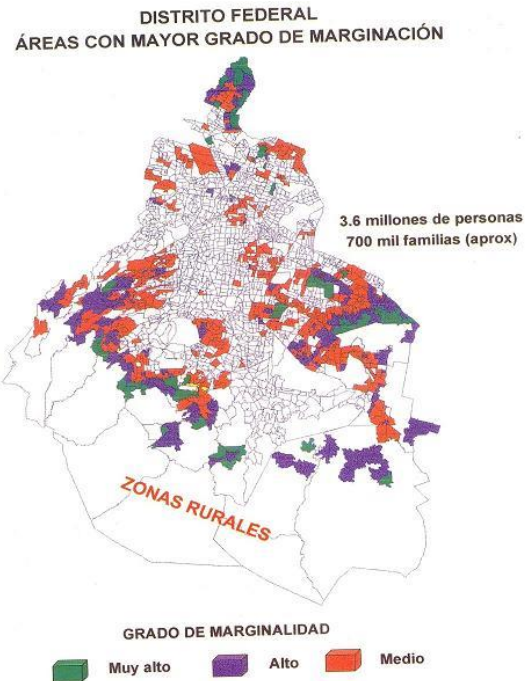 DISTRITO FEDERAL
ÁREAS CON MAYOR GRADO DE MARGINACIÓN
3.6 millones de personas
700 mil familias (aprox)
ZONAS RURALES
GRADO DE MARGINALIDAD
Muy alto
Alto
Medio